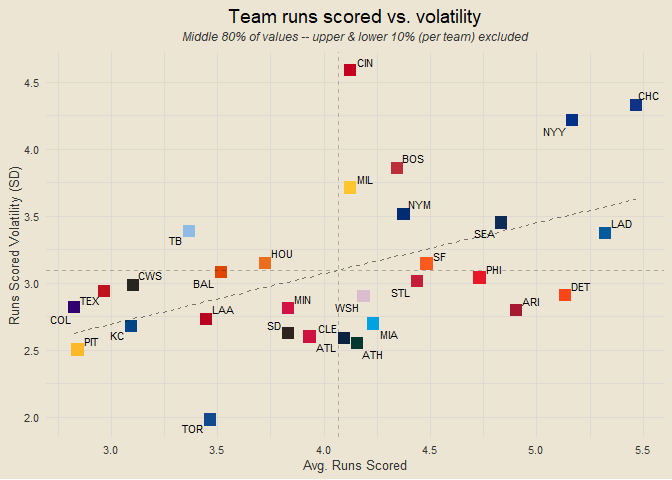 Team runs scored vs. volatility
Middle 80% of values -- upper & lower 10% (per team) excluded
CIN
4.5
CHC
NYY
4.0
BOS
MIL
NYM
3.5
SEA
LAD
TB
HOU
SF
CWS
BAL
PHI
3.0
STL
DET
TEX
MIN
WSH
ARI
COL
LAA
SD
CLE
MIA
KC
PIT
ATL
ATH
2.5
2.0
TOR
3.0 3.5 4.0 4.5 5.0 5.5
Avg. Runs Scored
Runs Scored Volatility (SD)